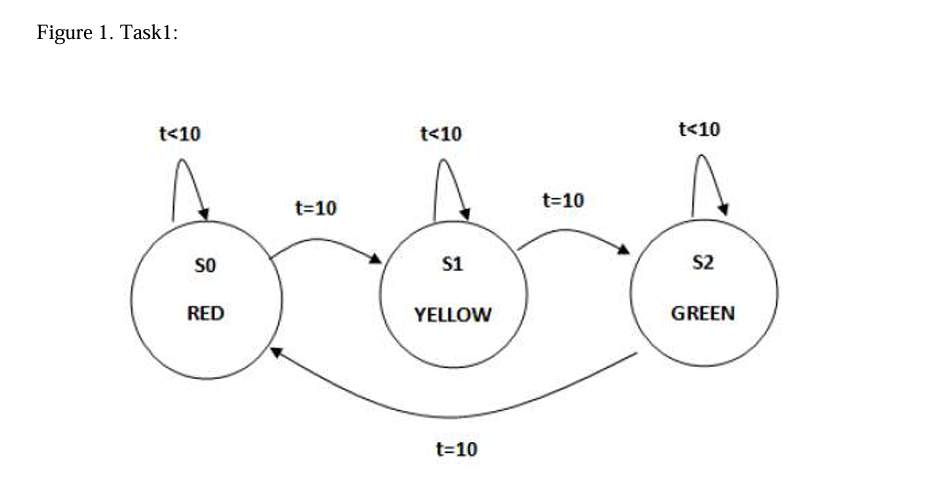 Figure 1. Task1:
t<10
t<10
t<10
t=10
t=10
S0
S1
S2
RED
YELLOW
GREEN
t=10